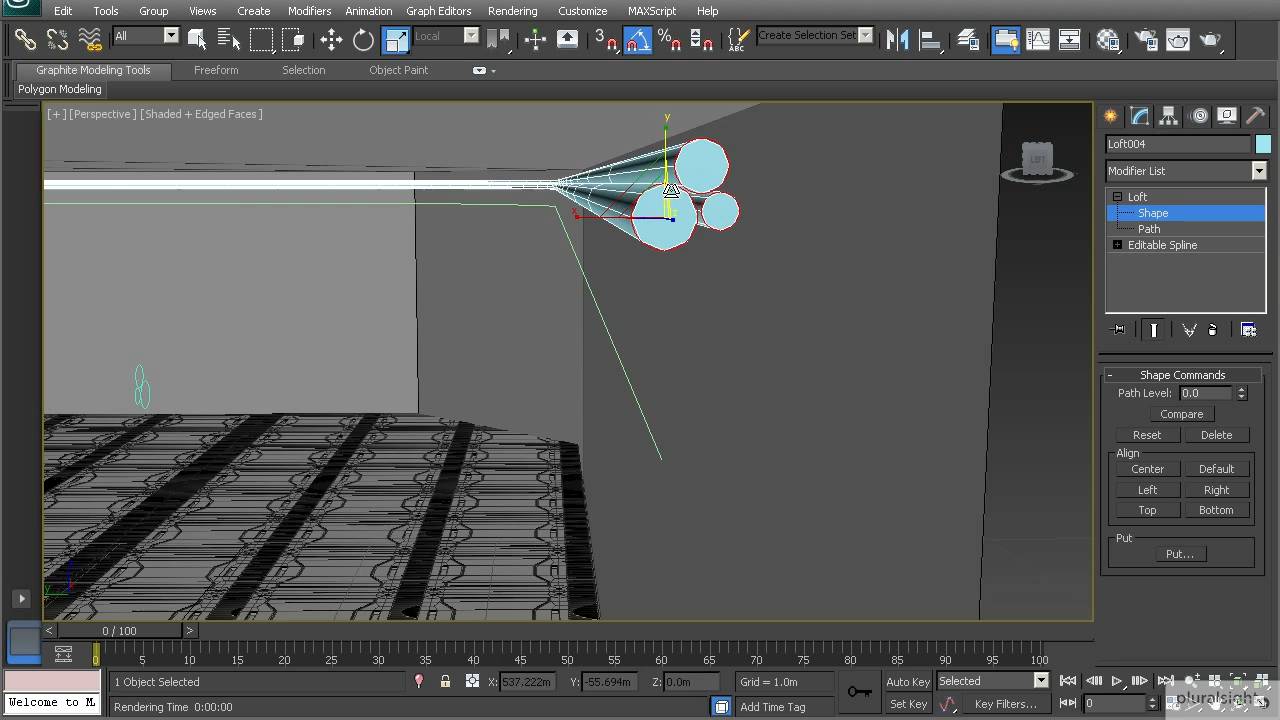 Edit Tools Group Views Create Modifiers Animation Graph Editors Rendering Customize MAXScript Help
All Local 3 % ABC Create Selection Set
Graphite Modeling Tools Freeform Selection Object Paint
Polygon Modeling
[+] [Perspective] [Shaded + Edged Faces]
y
x
z
LEFT
Loft004
Modifier List
Loft
Shape
Path
Editable Spline
- Shape Commands
Path Level: 0.0
Compare
Reset Delete
Align
Center Default
Left Right
Top Bottom
Put
Put...
y
< 0 / 100 >
0 5 10 15 20 25 30 35 40 45 50 55 60 65 70 75 80 85 90 95 100
1 Object Selected X: 537.222m Y: -55.694m Z: 0.0m Grid = 1.0m Auto Key Selected
Welcome to M Rendering Time 0:00:00 Add Time Tag Set Key Key Filters... 0
pluralsight